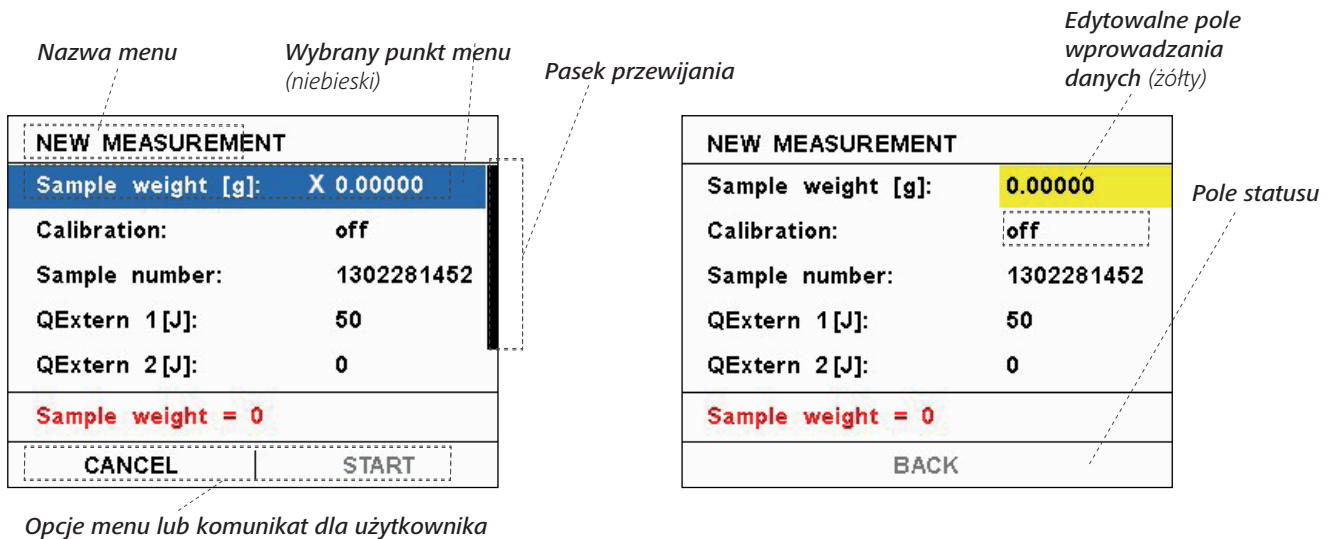 Edytowalne pole
wprowadzania
danych (żółty)
Nazwa menu
Wybrany punkt menu
(niebieski)
Pasek przewijania
NEW MEASUREMENT
Sample weight [g]: X 0.00000
Calibration: off
Sample number: 1302281452
QExtern 1[J]: 50
QExtern 2[J]: 0
Sample weight = 0
CANCEL START
Opcje menu lub komunikat dla użytkownika
NEW MEASUREMENT
Sample weight [g]: 0.00000
Calibration: off
Sample number: 1302281452
QExtern 1[J]: 50
QExtern 2[J]: 0
Sample weight = 0
BACK
Pole statusu